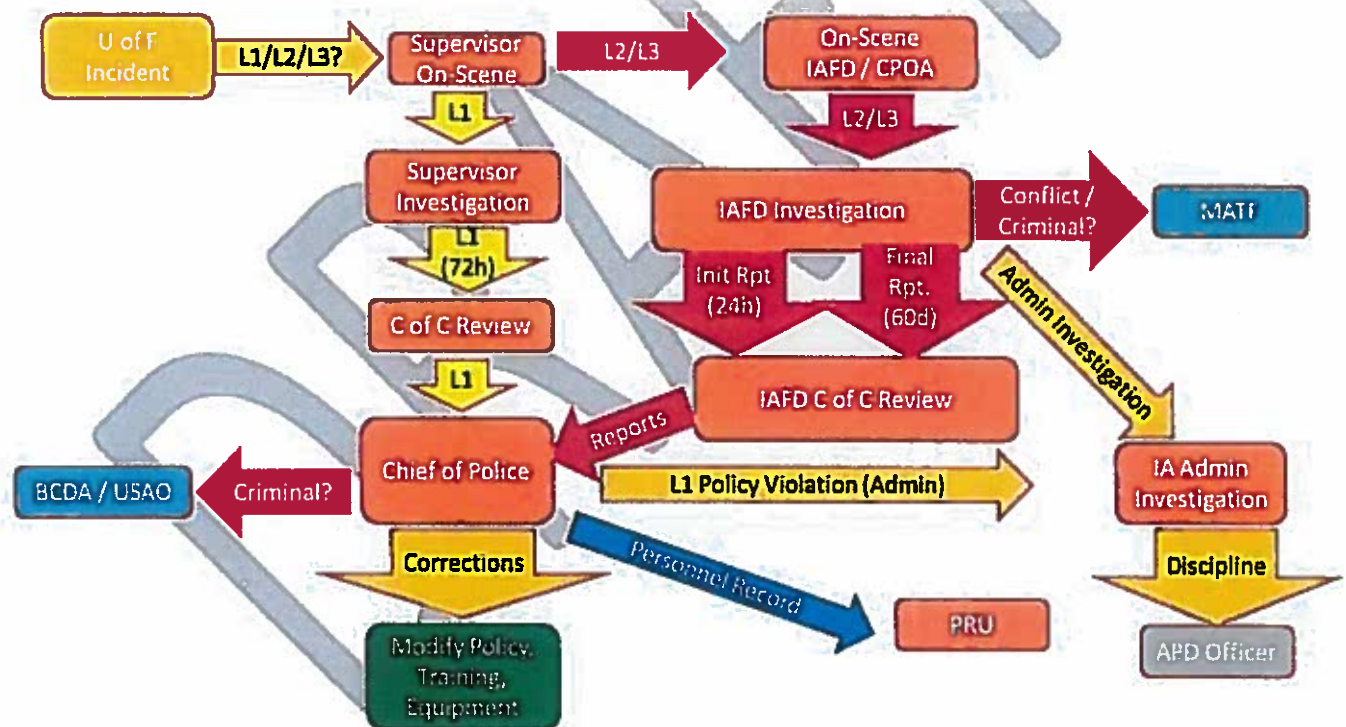 U of F
Incident
L1/L2/L3?
Supervisor
On-Scene
L2/L3
On-Scene
IAFD / CPOA
L1
L2/L3
Supervisor
Investigation
IAFD Investigation
Conflict /
Criminal?
MATF
L1
(72h)
Init Rpt
(24h)
Final
Rpt.
(60d)
Admin Investigation
C of C Review
L1
IAFD C of C Review
Reports
Chief of Police
BCDA / USAO
Criminal?
L1 Policy Violation (Admin)
IA Admin
Investigation
Corrections
Personnel Record
Discipline
PRU
Modify Policy,
Training,
Equipment
APD Officer